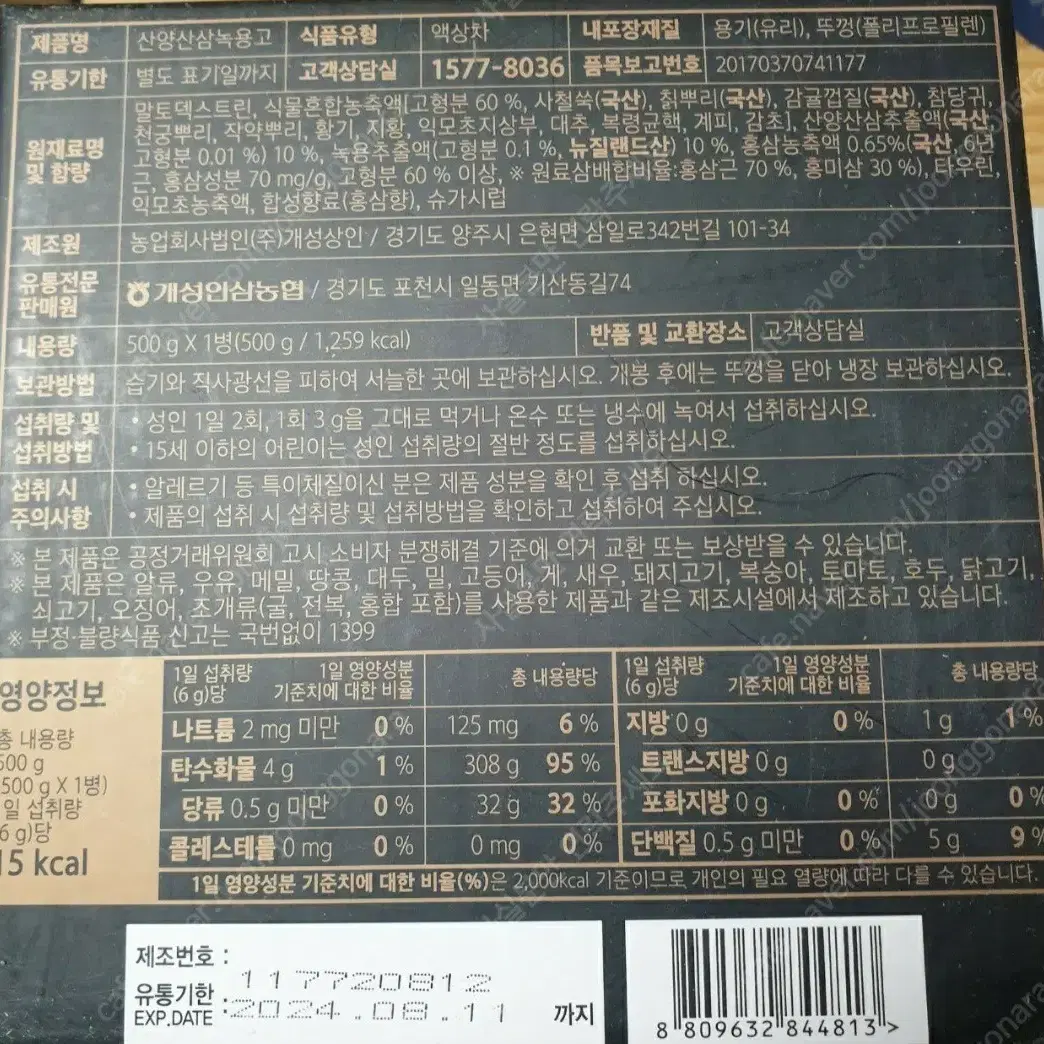 제품명 산양산삼녹용고 식품유형 액상차 내포장재질 용기(유리), 뚜껑(폴리프로필렌)
유통기한 별도 표기일까지 고객상담실 1577-8036 품목보고번호 20170370741177
원재료명 및 함량
말토덱스트린, 식물혼합농축액[고형분 60 %, 사철쑥(국산), 칡뿌리(국산), 감귤껍질(국산), 참당귀,
천궁뿌리, 작약뿌리, 황기, 지황, 익모초지상부, 대추, 복령균핵, 계피, 감초], 산양산삼추출액(국산,
고형분 0.01 %) 10 %, 녹용추출액(고형분 0.1 %, 뉴질랜드산) 10 %, 홍삼농축액 0.65%(국산, 6년
근, 홍삼성분 70 mg/g, 고형분 60 % 이상, ※ 원료삼배합비율:홍삼근 70 %, 홍미삼 30 %), 타우린,
익모초농축액, 합성향료(홍삼향), 슈가시럽
제조원 농업회사법인(주)개성상인 / 경기도 양주시 은현면 삼일로342번길 101-34
유통전문 판매원 개성인삼농협 / 경기도 포천시 일동면 기산동길74
내용량 500 g X 1병(500 g / 1,259 kcal) 반품 및 교환장소 고객상담실
보관방법 습기와 직사광선을 피하여 서늘한 곳에 보관하십시오. 개봉 후에는 뚜껑을 닫아 냉장 보관하십시오.
섭취량 및 섭취방법
• 성인 1일 2회, 1회 3 g을 그대로 먹거나 온수 또는 냉수에 녹여서 섭취하십시오.
• 15세 이하의 어린이는 성인 섭취량의 절반 정도를 섭취하십시오.
섭취 시 주의사항
• 알레르기 등 특이체질이신 분은 제품 성분을 확인 후 섭취 하십시오.
• 제품의 섭취 시 섭취량 및 섭취방법을 확인하고 섭취하여 주십시오.
※ 본 제품은 공정거래위원회 고시 소비자 분쟁해결 기준에 의거 교환 또는 보상받을 수 있습니다.
※ 본 제품은 알류, 우유, 메밀, 땅콩, 대두, 밀, 고등어, 게, 새우, 돼지고기, 복숭아, 토마토, 호두, 닭고기,
쇠고기, 오징어, 조개류(굴, 전복, 홍합 포함)를 사용한 제품과 같은 제조시설에서 제조하고 있습니다.
※ 부정·불량식품 신고는 국번없이 1399
영양정보
총 내용량
500 g
(500 g X 1병)
1일 섭취량
(6 g)당
15 kcal
1일 섭취량 (6 g)당 1일 영양성분 기준치에 대한 비율 총 내용량당 1일 섭취량 (6 g)당 1일 영양성분 기준치에 대한 비율 총 내용량당
나트륨 2 mg 미만 0 % 125 mg 6 % 지방 0 g 0 % 1 g 1 %
탄수화물 4 g 1 % 308 g 95 % 트랜스지방 0 g 0 g
당류 0.5 g 미만 0 % 32 g 32 % 포화지방 0 g 0 % 0 g 0 %
콜레스테롤 0 mg 0 % 0 mg 0 % 단백질 0.5 g 미만 0 % 5 g 9 %
1일 영양성분 기준치에 대한 비율(%)은 2,000kcal 기준이므로 개인의 필요 열량에 따라 다를 수 있습니다.
제조번호 :
117720812
유통기한 : 2024.08.11 까지
EXP.DATE
8 809632 844813 >